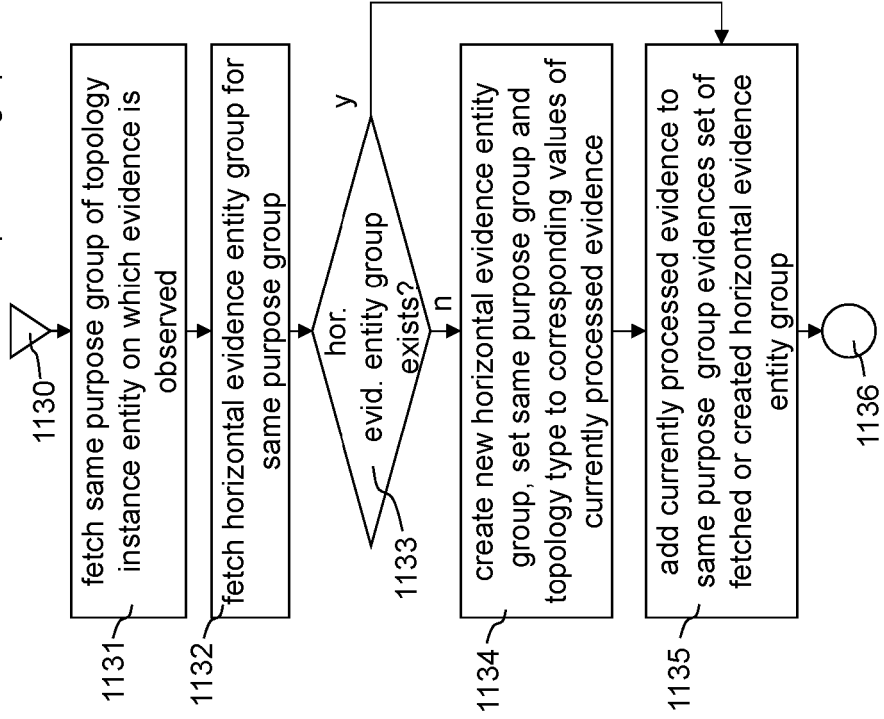 1130
1131
fetch same purpose group of topology
instance entity on which evidence is
observed
1132
fetch horizontal evidence entity group for
same purpose group
hor.
evid. entity group
exists?
y
n
1133
1134
create new horizontal evidence entity
group, set same purpose group and
topology type to corresponding values of
currently processed evidence
1135
add currently processed evidence to
same purpose group evidences set of
fetched or created horizontal evidence
entity group
1136